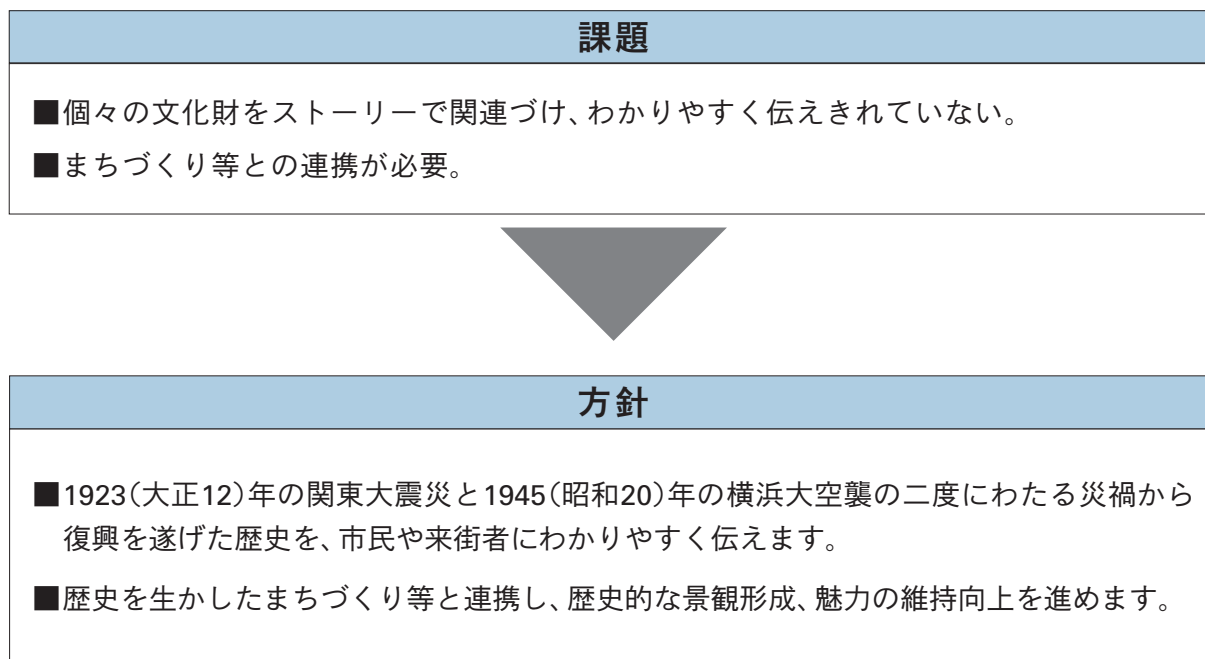 課題
■個々の文化財をストーリーで関連づけ、わかりやすく伝えきれていない。
■まちづくり等との連携が必要。
方針
■1923(大正12)年の関東大震災と1945(昭和20)年の横浜大空襲の二度にわたる災禍から
復興を遂げた歴史を、市民や来街者にわかりやすく伝えます。
■歴史を生かしたまちづくり等と連携し、歴史的な景観形成、魅力の維持向上を進めます。